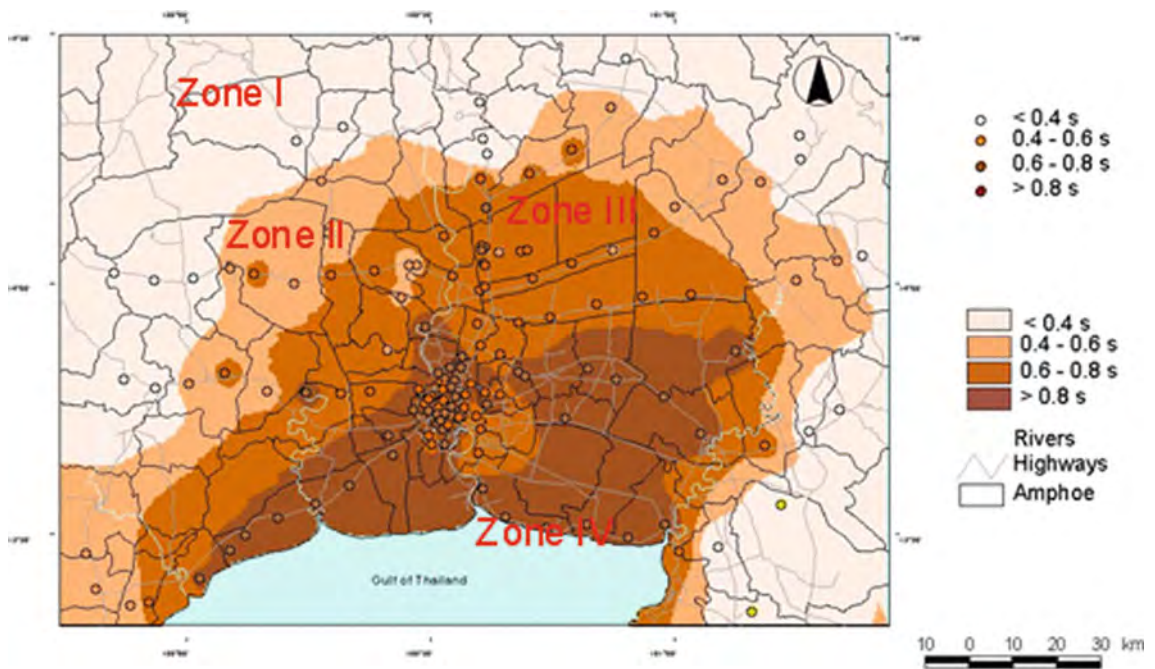 Zone I
Zone II
Zone III
Zone IV
Gulf of Thailand
< 0.4 s
0.4 - 0.6 s
0.6 - 0.8 s
> 0.8 s
< 0.4 s
0.4 - 0.6 s
0.6 - 0.8 s
> 0.8 s
Rivers
Highways
Amphoe
10 0 10 20 30 km